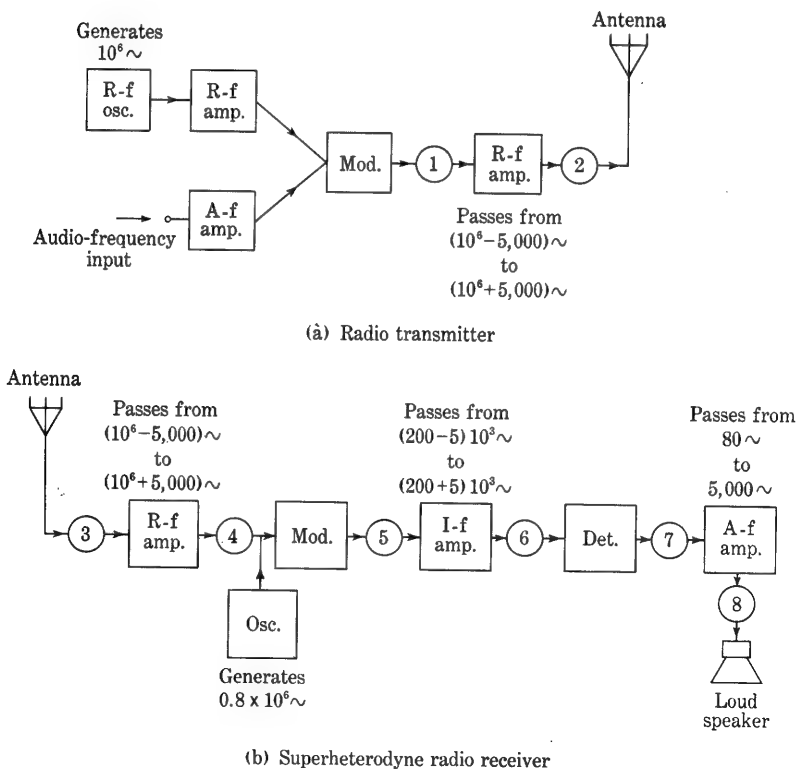 Generates
10⁶∼
R-f
osc.
R-f
amp.
A-f
amp.
Audio-frequency
input
Mod.
1
R-f
amp.
2
Antenna
Passes from
(10⁶−5,000)∼
to
(10⁶+5,000)∼
(à) Radio transmitter
Antenna
Passes from
(10⁶−5,000)∼
to
(10⁶+5,000)∼
3
R-f
amp.
4
Mod.
Osc.
Generates
0.8 x 10⁶∼
5
Passes from
(200−5) 10³∼
to
(200+5) 10³∼
I-f
amp.
6
Det.
7
Passes from
80∼
to
5,000∼
A-f
amp.
8
Loud
speaker
(b) Superheterodyne radio receiver